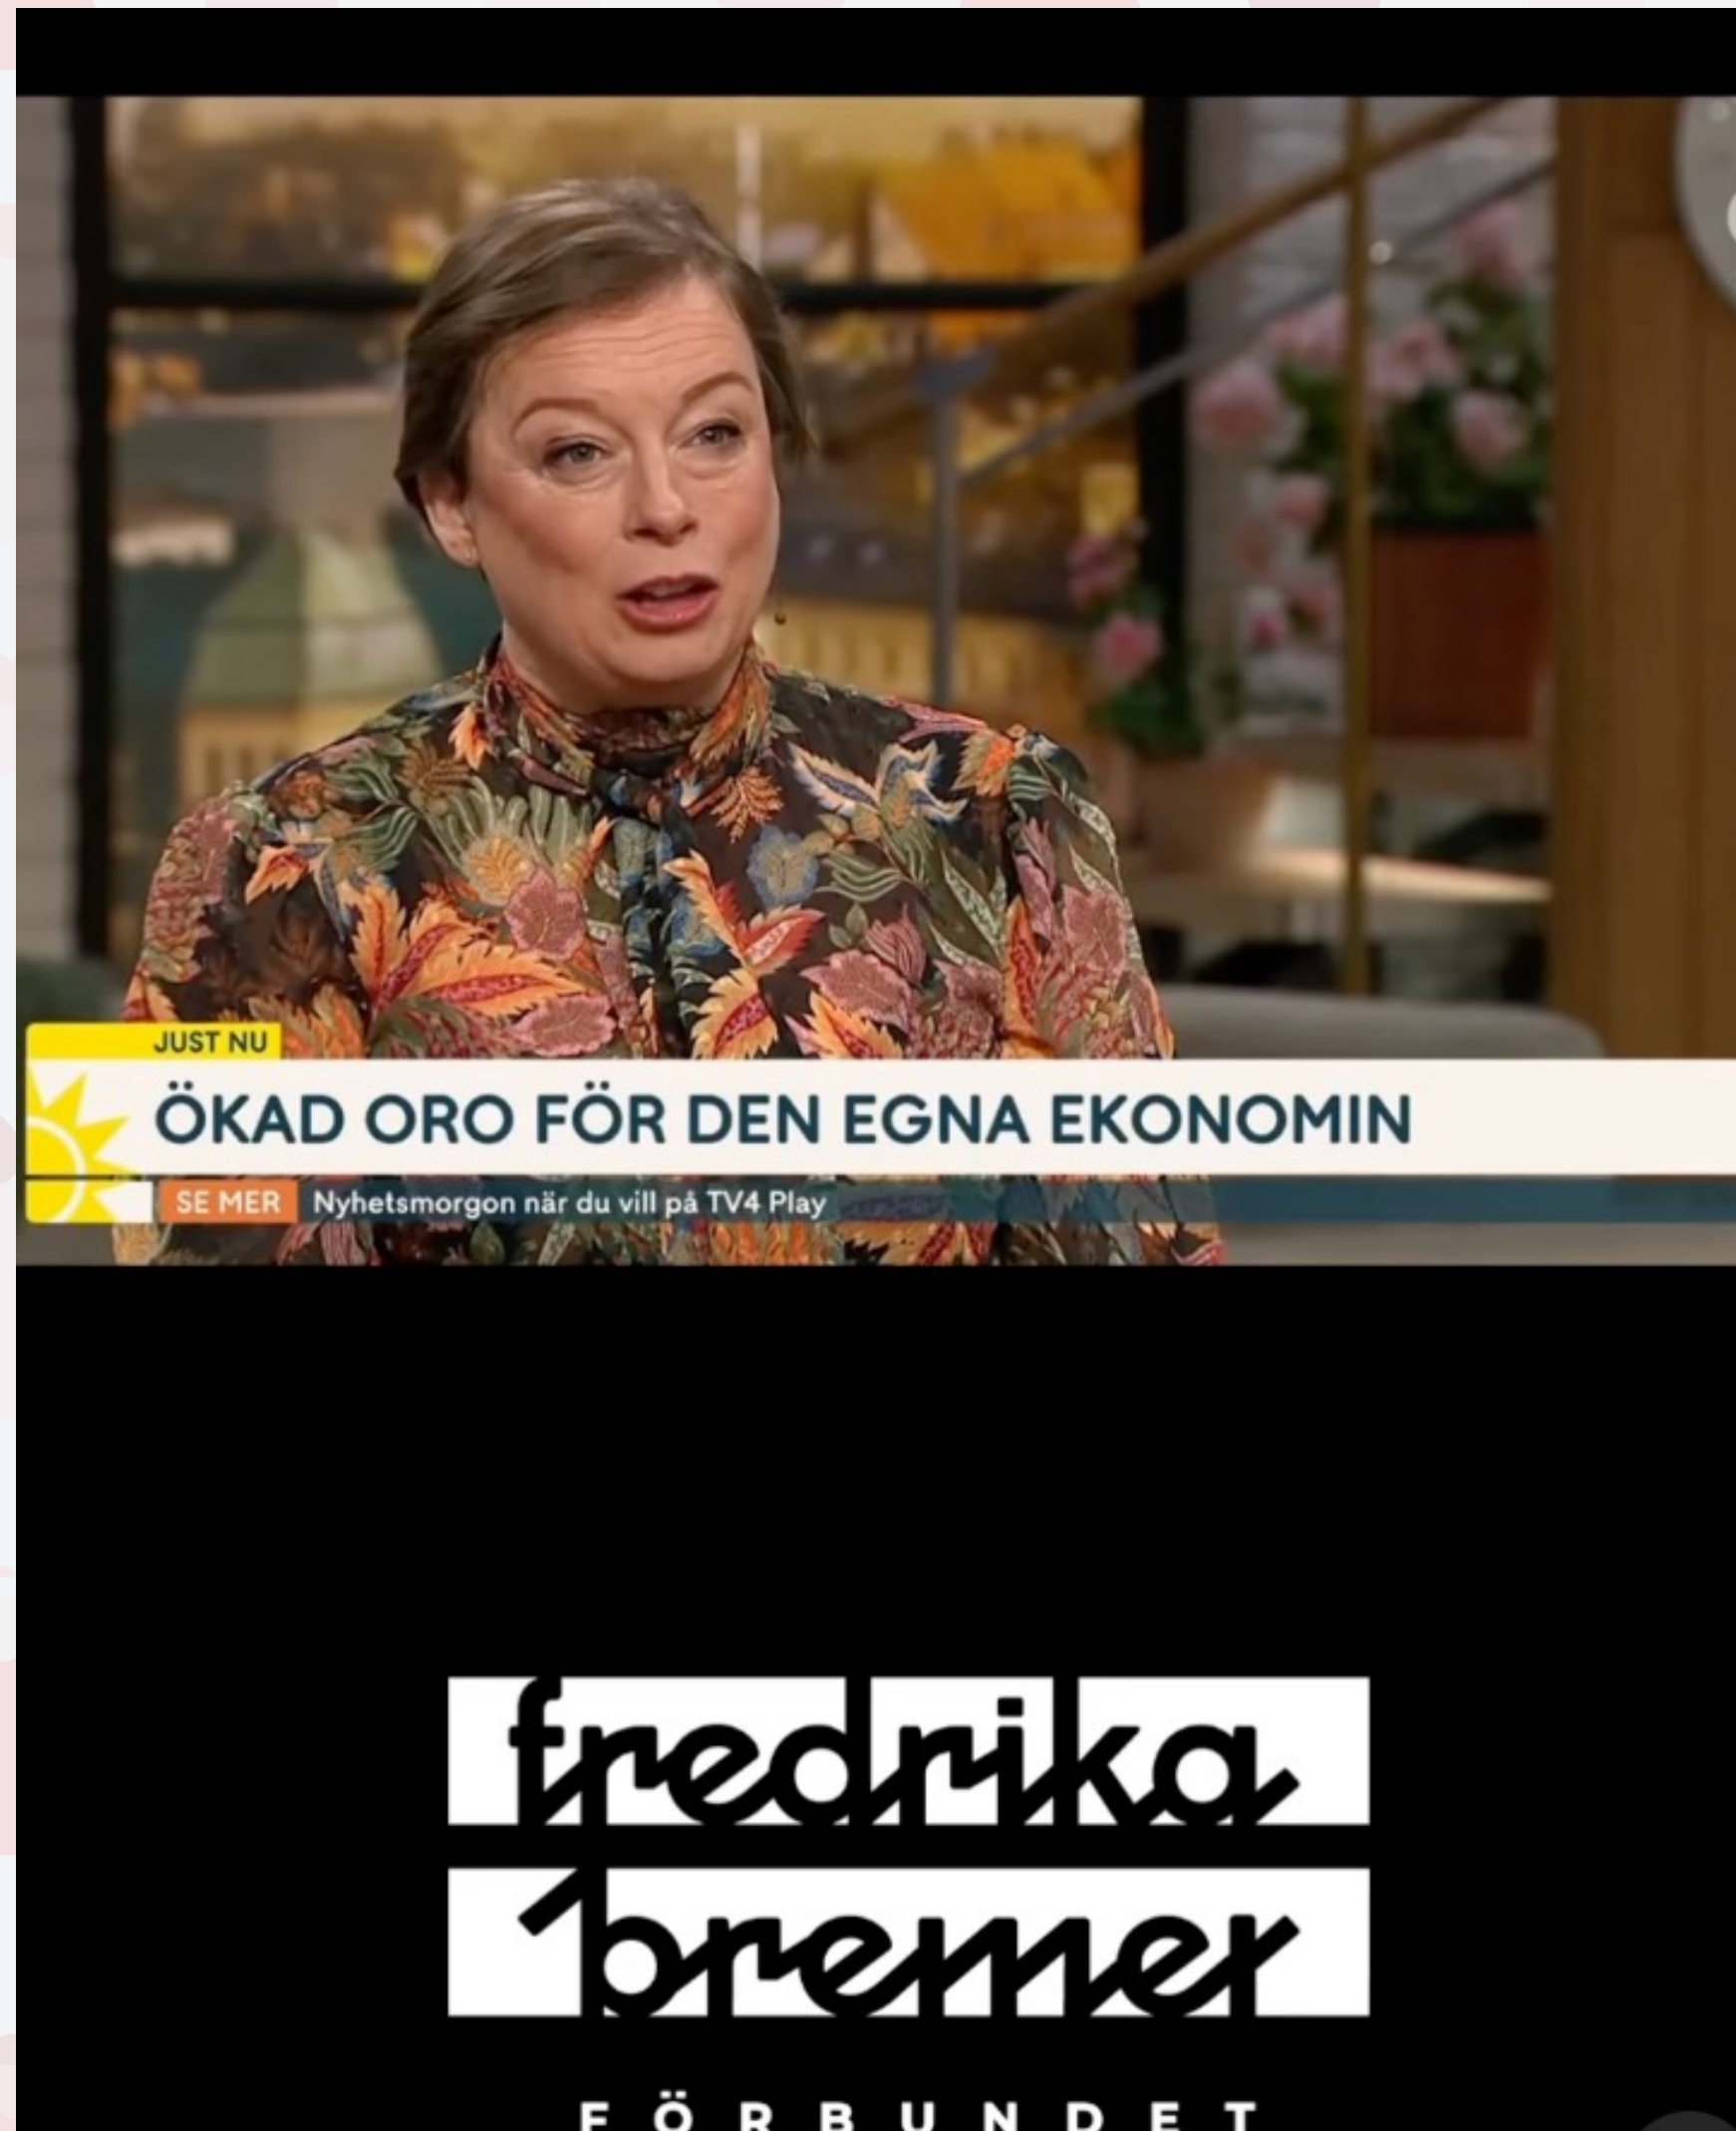 JUST NU
ÖKAD ORO FÖR DEN EGNA EKONOMIN
SE MER Nyhetsmorgon när du vill på TV4 Play
fredrika
bremer
FÖRBUNDET